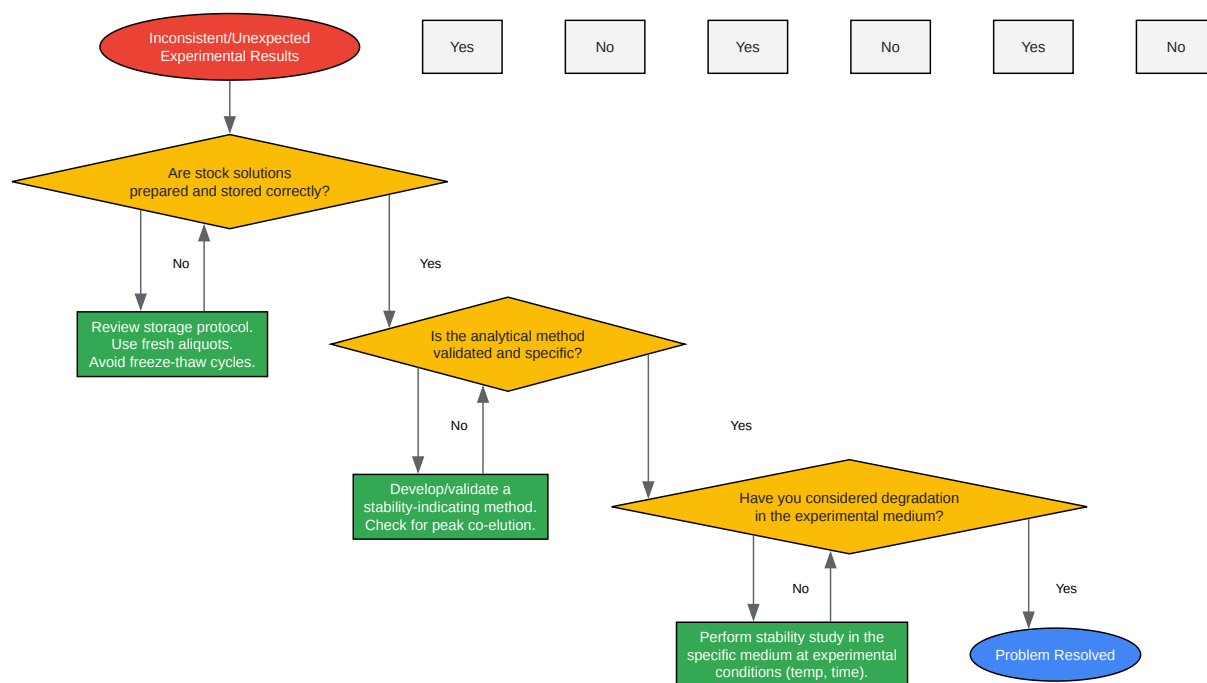 Inconsistent/Unexpected
Experimental Results
Yes
No
Yes
No
Yes
No
Are stock solutions
prepared and stored correctly?
No
Yes
Review storage protocol.
Use fresh aliquots.
Avoid freeze-thaw cycles.
Is the analytical method
validated and specific?
No
Yes
Develop/validate a
stability-indicating method.
Check for peak co-elution.
Have you considered degradation
in the experimental medium?
No
Yes
Perform stability study in the
specific medium at experimental
conditions (temp, time).
Problem Resolved